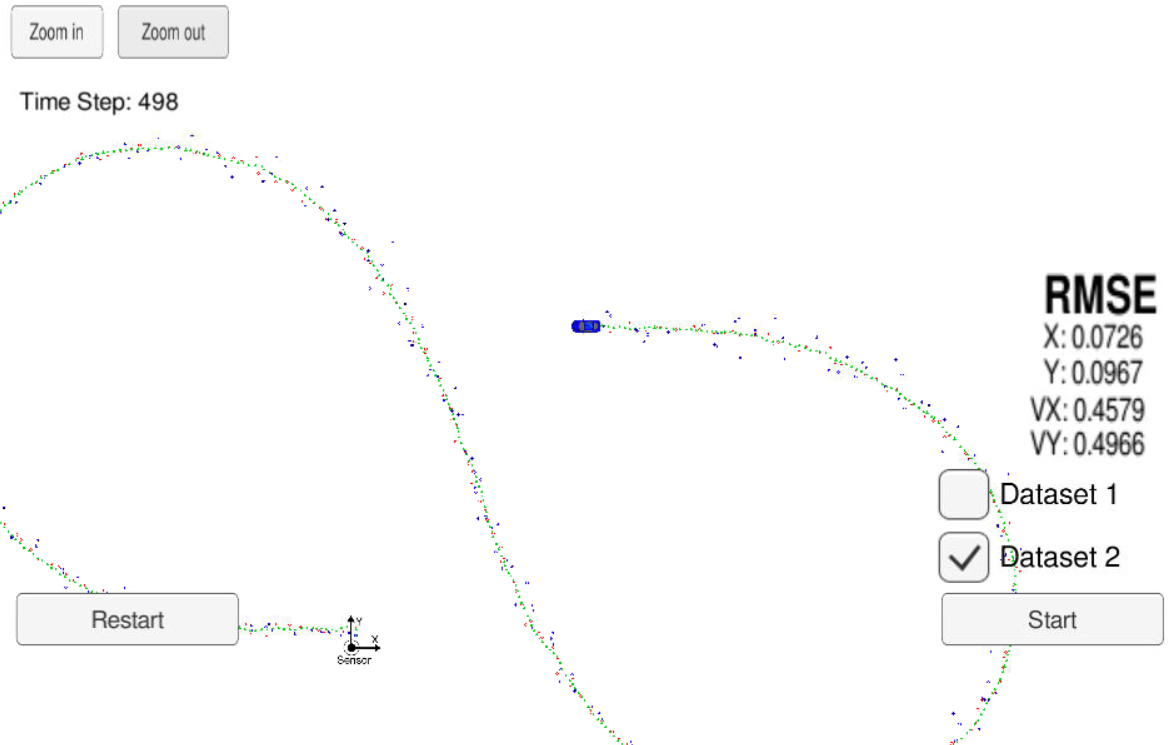 Zoom in
Zoom out
Time Step: 498
RMSE
X: 0.0726
Y: 0.0967
VX: 0.4579
VY: 0.4966
Dataset 1
Dataset 2
Restart
Start
Y
X
Sensor